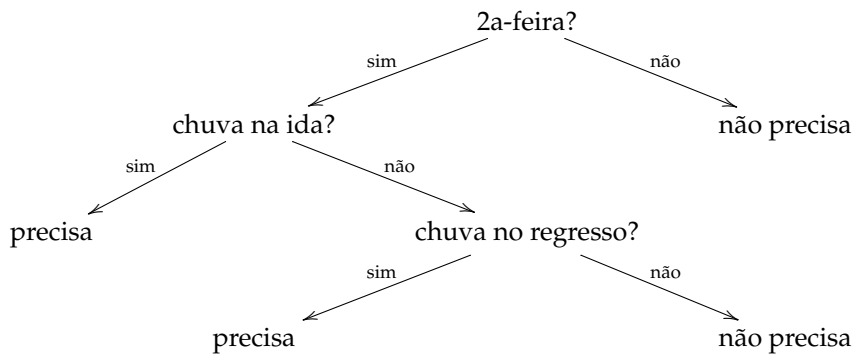 2a-feira?
sim
não
chuva na ida?
não precisa
sim
não
precisa
chuva no regresso?
sim
não
precisa
não precisa